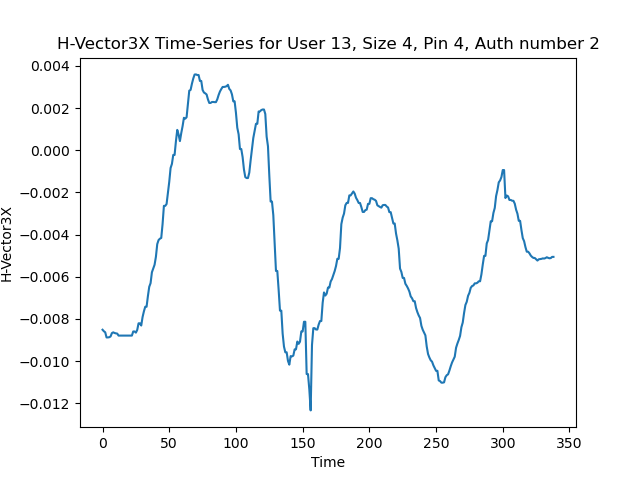 H-Vector3X Time-Series for User 13, Size 4, Pin 4, Auth number 2
0.004
0.002
0.000
−0.002
−0.004
−0.006
−0.008
−0.010
−0.012
H-Vector3X
0 50 100 150 200 250 300 350
Time